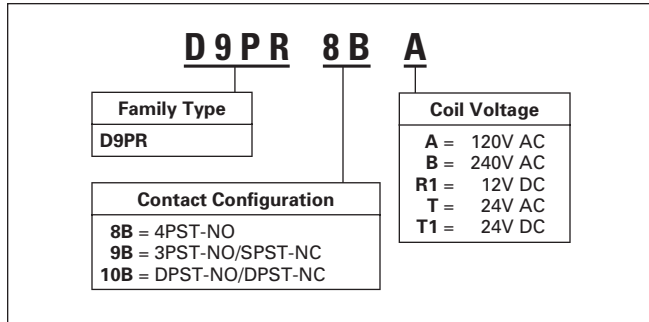 D9PR 8B A
Family Type
D9PR
Contact Configuration
8B = 4PST-NO
9B = 3PST-NO/SPST-NC
10B = DPST-NO/DPST-NC
Coil Voltage
A = 120V AC
B = 240V AC
R1 = 12V DC
T = 24V AC
T1 = 24V DC